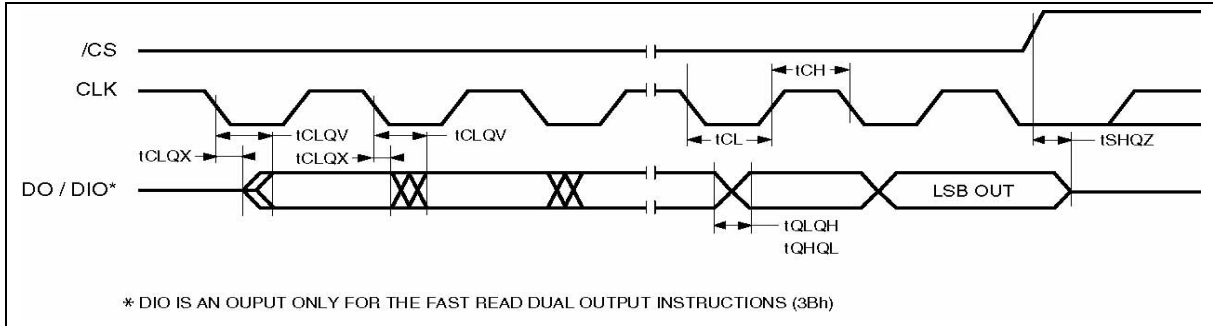 /CS
CLK
tCH
tCLQV
tCLQV
tCL
tSHQZ
tCLQX
tCLQX
DO / DIO*
LSB OUT
tQLQH
tQHQL
* DIO IS AN OUPUT ONLY FOR THE FAST READ DUAL OUTPUT INSTRUCTIONS (3Bh)